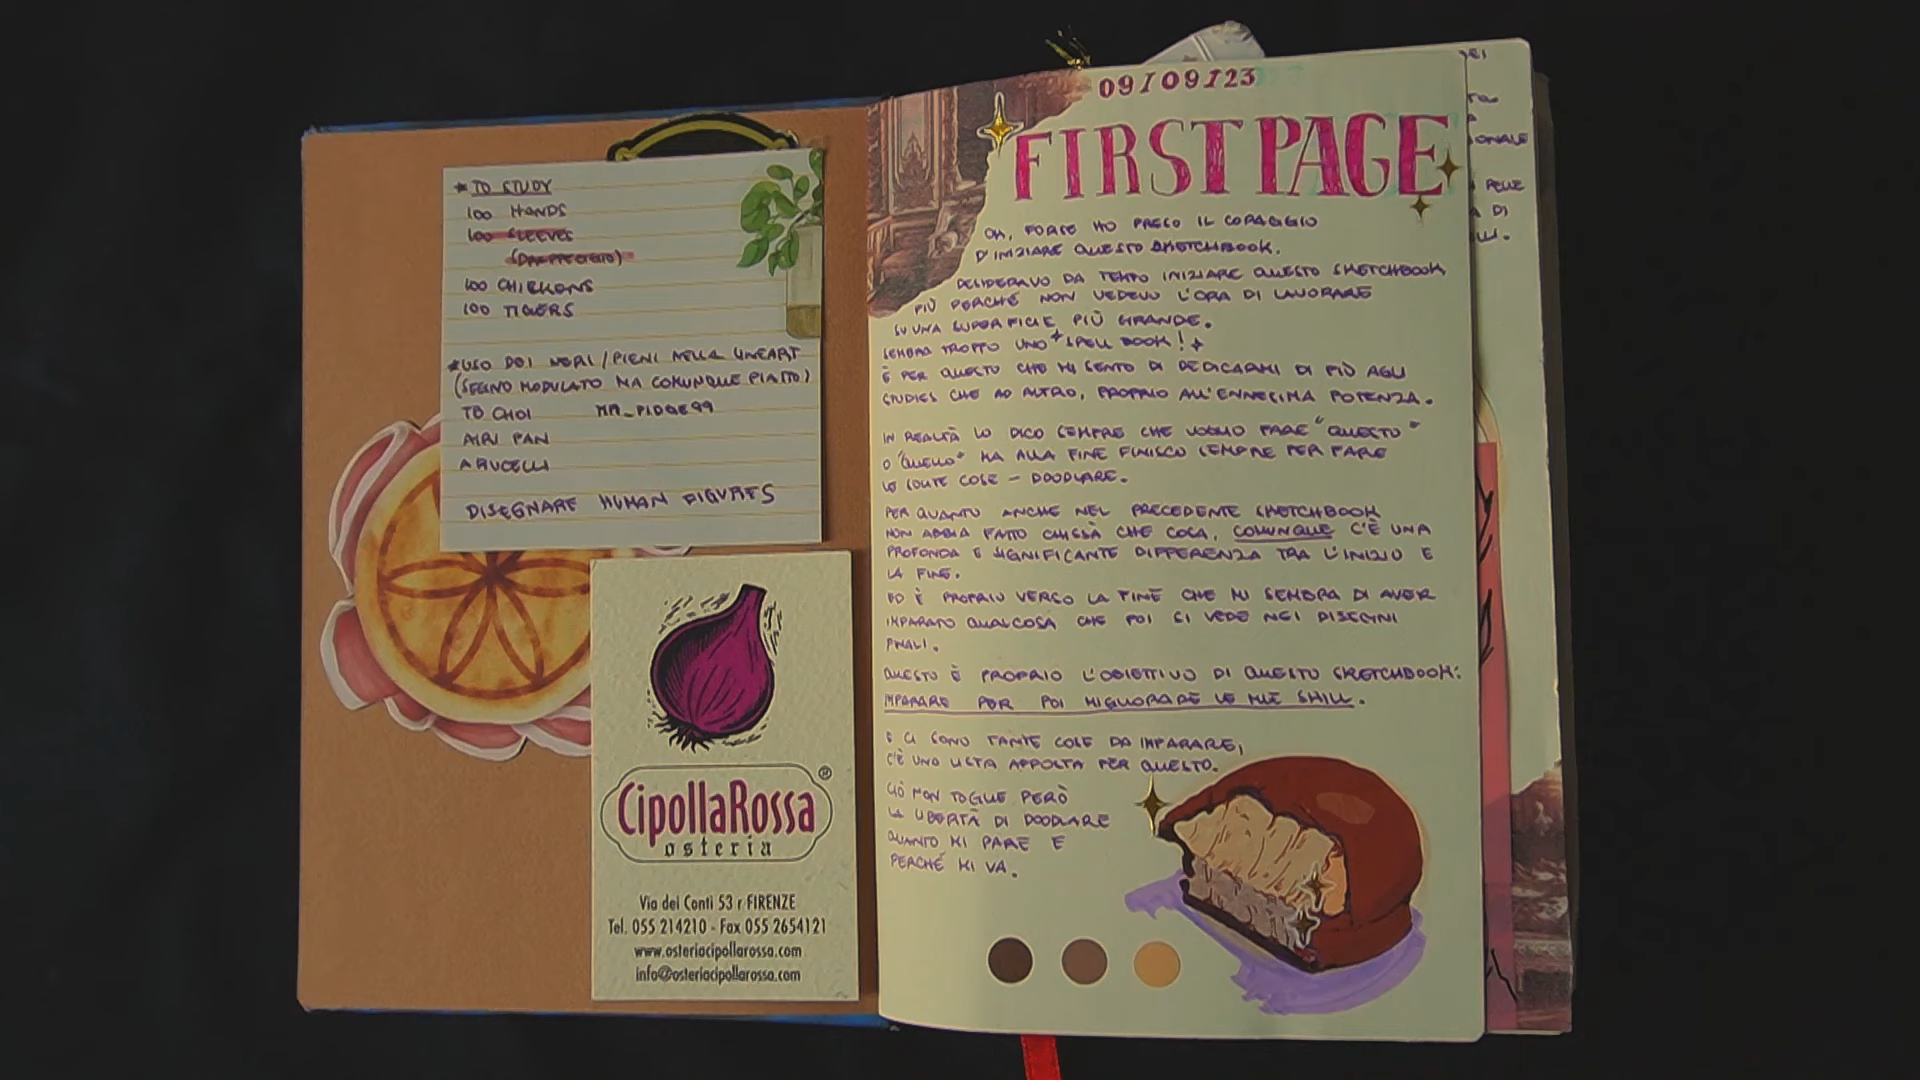 * TO STUDY
100 HANDS
100 SLEEVES
(DRAPPEGGIO)
100 CHICKENS
100 TIGERS
* USO DEI NERI / PIENI NELLA LINEART
(SEGNO MODULATO MA COMUNQUE PIATTO)
TB CHOI MR_PIDGE99
AIRI PAN
ARUCELLI
DISEGNARE HUMAN FIGURES
CipollaRossa ®
osteria
Via dei Conti 53 r FIRENZE
Tel. 055 214210 - Fax 055 2654121
www.osteriacipollarossa.com
info@osteriacipollarossa.com
09/09/23
FIRST PAGE
OK, FORSE HO PRESO IL CORAGGIO
D'INIZIARE QUESTO SKETCHBOOK.
DESIDERAVO DA TEMPO INIZIARE QUESTO SKETCHBOOK
PIÙ PERCHÉ NON VEDEVO L'ORA DI LAVORARE
SU UNA SUPERFICIE PIÙ GRANDE.
SEMBRA TROPPO UNO SPELL BOOK!
È PER QUESTO CHE MI SENTO DI DEDICARMI DI PIÙ AGLI
STUDIES CHE AD ALTRO, PROPRIO ALL'ENNESIMA POTENZA.
IN REALTÀ LO DICO SEMPRE CHE VOGLIO FARE "QUESTO"
O "QUELLO" MA ALLA FINE FINISCO SEMPRE PER FARE
LE SOLITE COSE - DOODLARE.
PER QUANTO ANCHE NEL PRECEDENTE SKETCHBOOK
NON ABBIA FATTO CHISSÀ CHE COSA, COMUNQUE C'È UNA
PROFONDA E SIGNIFICANTE DIFFERENZA TRA L'INIZIO E
LA FINE.
ED È PROPRIO VERSO LA FINE CHE MI SEMBRA DI AVER
IMPARATO QUALCOSA CHE POI SI VEDE NEI DISEGNI
FINALI.
QUESTO È PROPRIO L'OBIETTIVO DI QUESTO SKETCHBOOK:
IMPARARE PER POI MIGLIORARE LE MIE SKILL.
E CI SONO TANTE COSE DA IMPARARE,
C'È UNA LISTA APPOSTA PER QUESTO.
CIÒ NON TOGLIE PERÒ
LA LIBERTÀ DI DOODLARE
QUANTO MI PARE E
PERCHÉ MI VA.